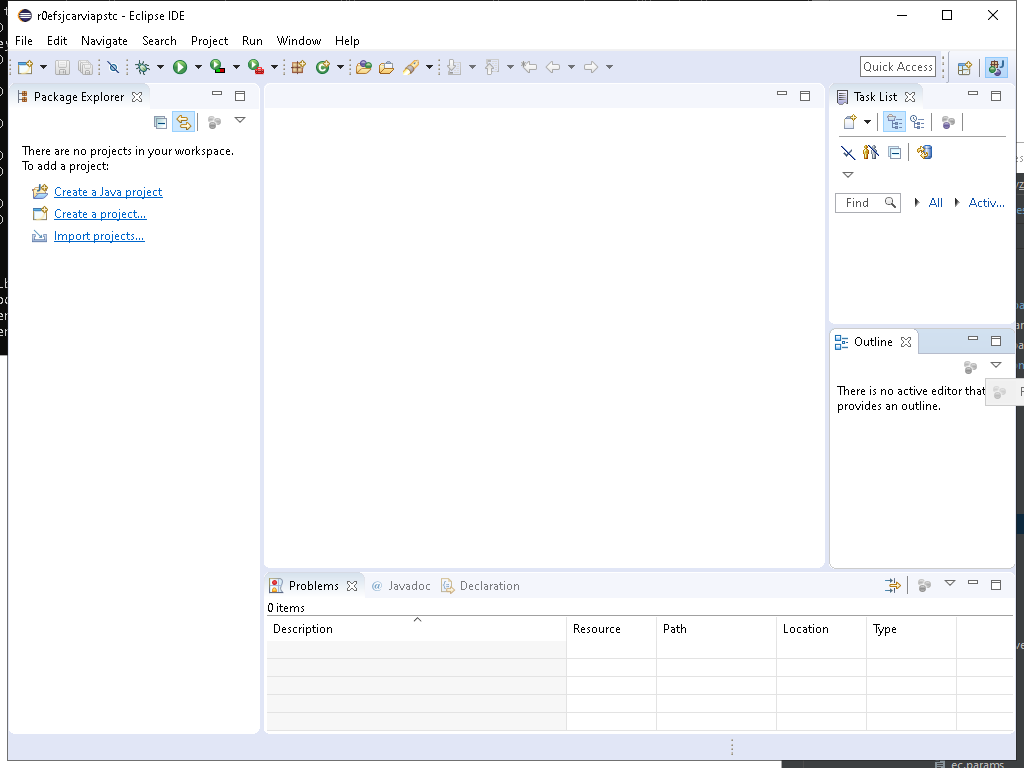 r0efsjcarviapstc - Eclipse IDE
File Edit Navigate Search Project Run Window Help
Quick Access
Package Explorer
There are no projects in your workspace.
To add a project:
Create a Java project
Create a project...
Import projects...
Task List
Find All Activ...
Outline
There is no active editor that
provides an outline.
Problems @ Javadoc Declaration
0 items
Description Resource Path Location Type
ec.params